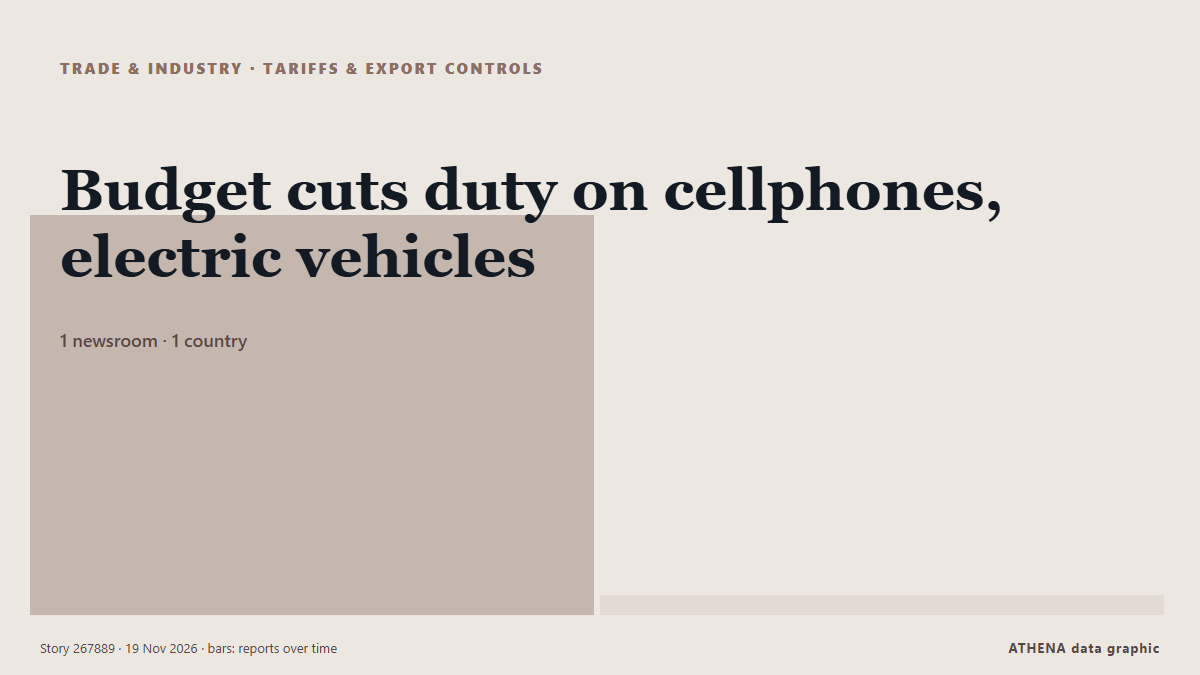 TRADE & INDUSTRY · TARIFFS & EXPORT CONTROLS
Budget cuts duty on cellphones,
electric vehicles
1 newsroom · 1 country
Story 267889 · 19 Nov 2026 · bars: reports over time
ATHENA data graphic